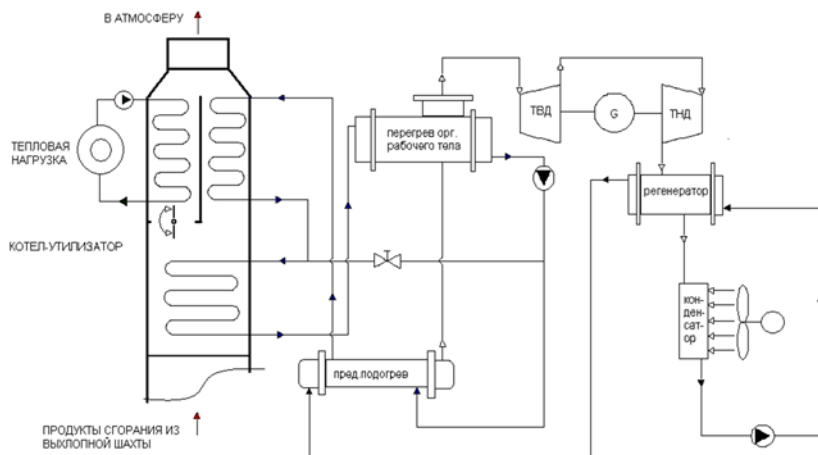 В АТМОСФЕРУ
ТЕПЛОВАЯ
НАГРУЗКА
КОТЕЛ-УТИЛИЗАТОР
ПРОДУКТЫ СГОРАНИЯ ИЗ
ВЫХЛОПНОЙ ШАХТЫ
перегрев орг.
рабочего тела
пред.подогрев
ТВД
G
ТНД
регенератор
кон-
ден-
сат-
ор